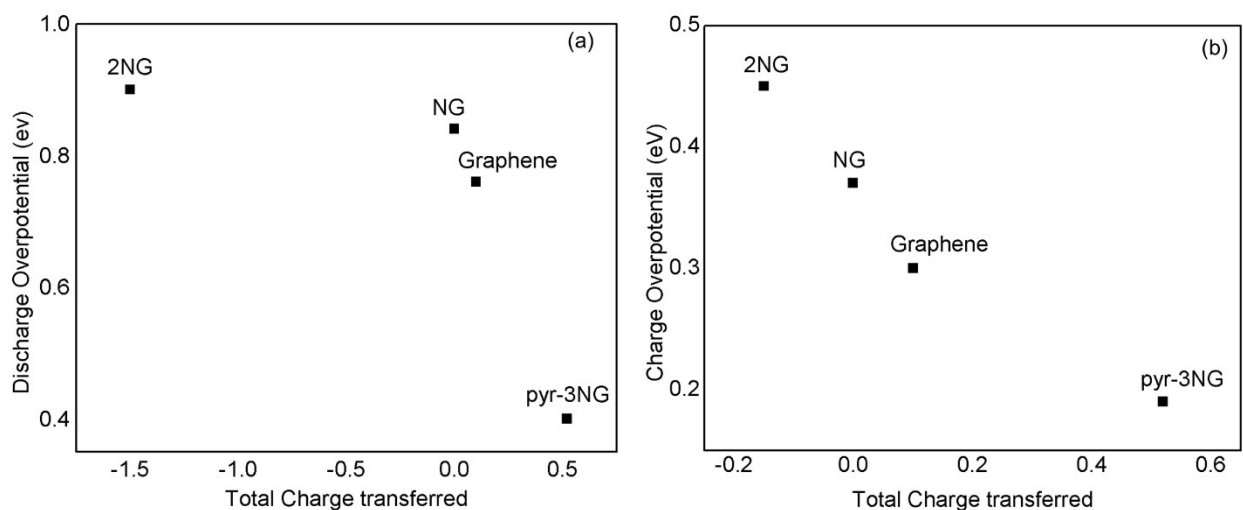 (a)
1.0
0.8
0.6
0.4
Discharge Overpotential (ev)
2NG
NG
Graphene
pyr-3NG
-1.5 -1.0 -0.5 0.0 0.5
Total Charge transferred
(b)
0.5
0.4
0.3
0.2
Charge Overpotential (eV)
2NG
NG
Graphene
pyr-3NG
-0.2 0.0 0.2 0.4 0.6
Total Charge transferred